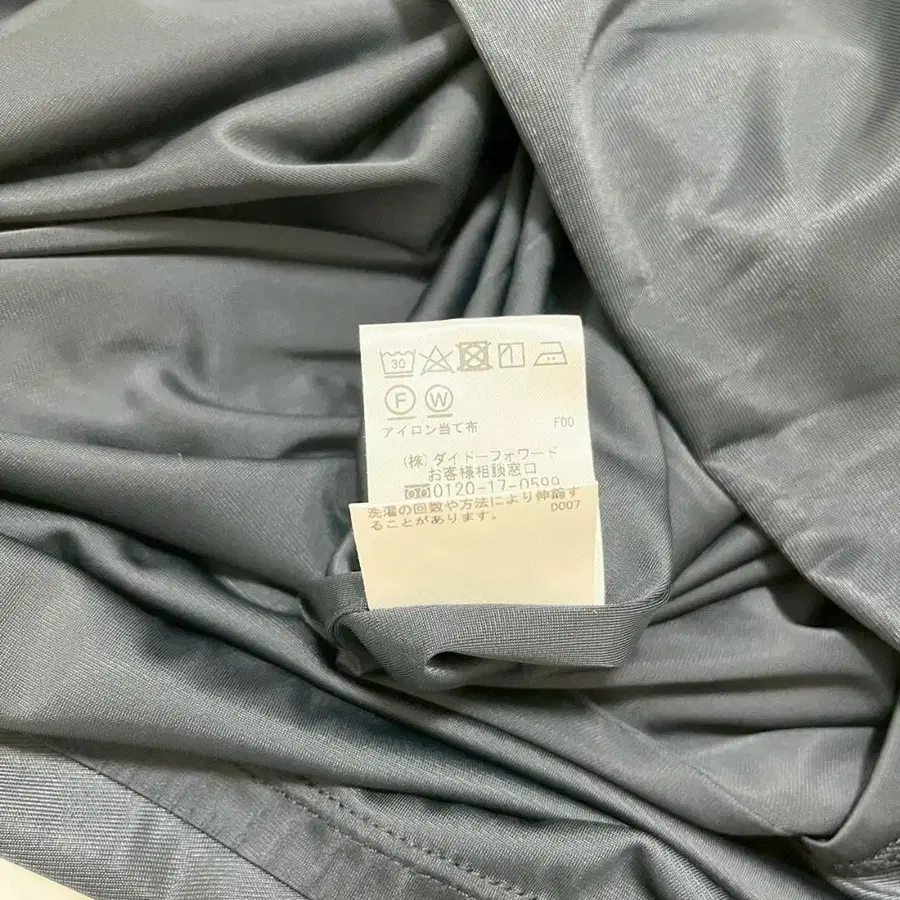 30
F W
アイロン当て布 F00
(株)ダイドーフォワード
お客様相談窓口
0120-17-0599
洗濯の回数や方法により伸縮す
ることがあります。 D007